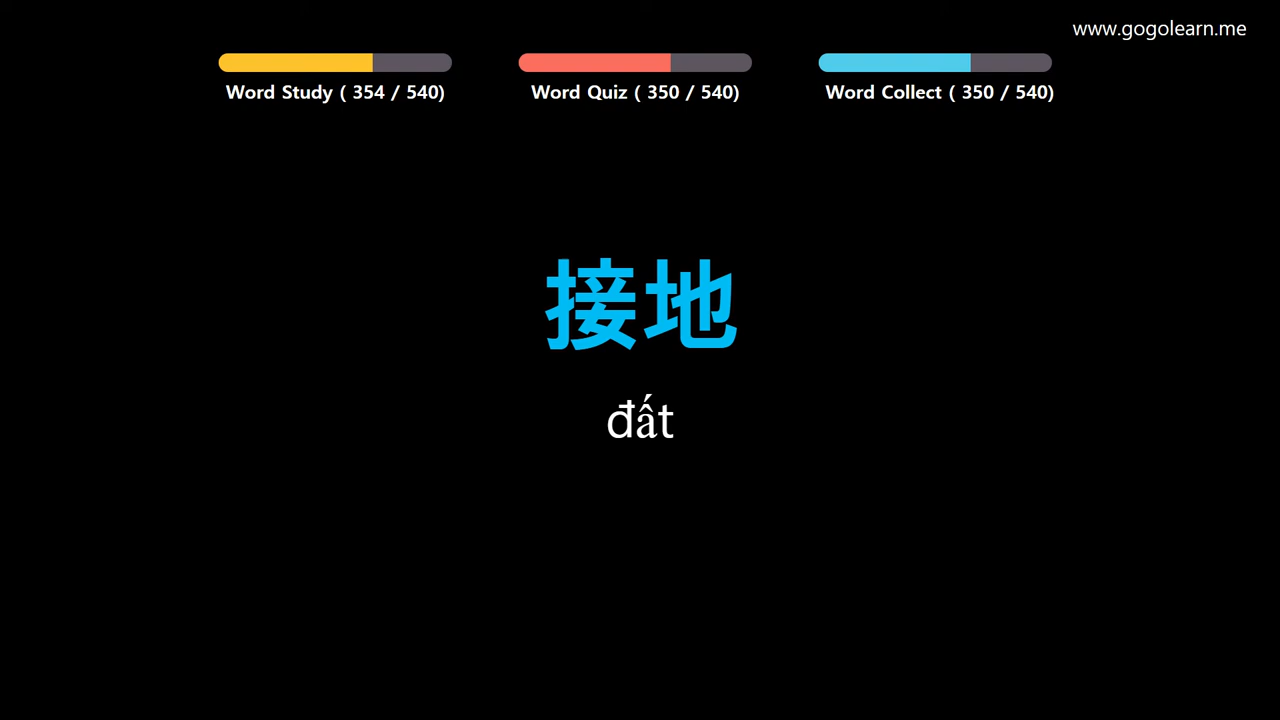 www.gogolearn.me
Word Study ( 354 / 540)
Word Quiz ( 350 / 540)
Word Collect ( 350 / 540)
接地
đất